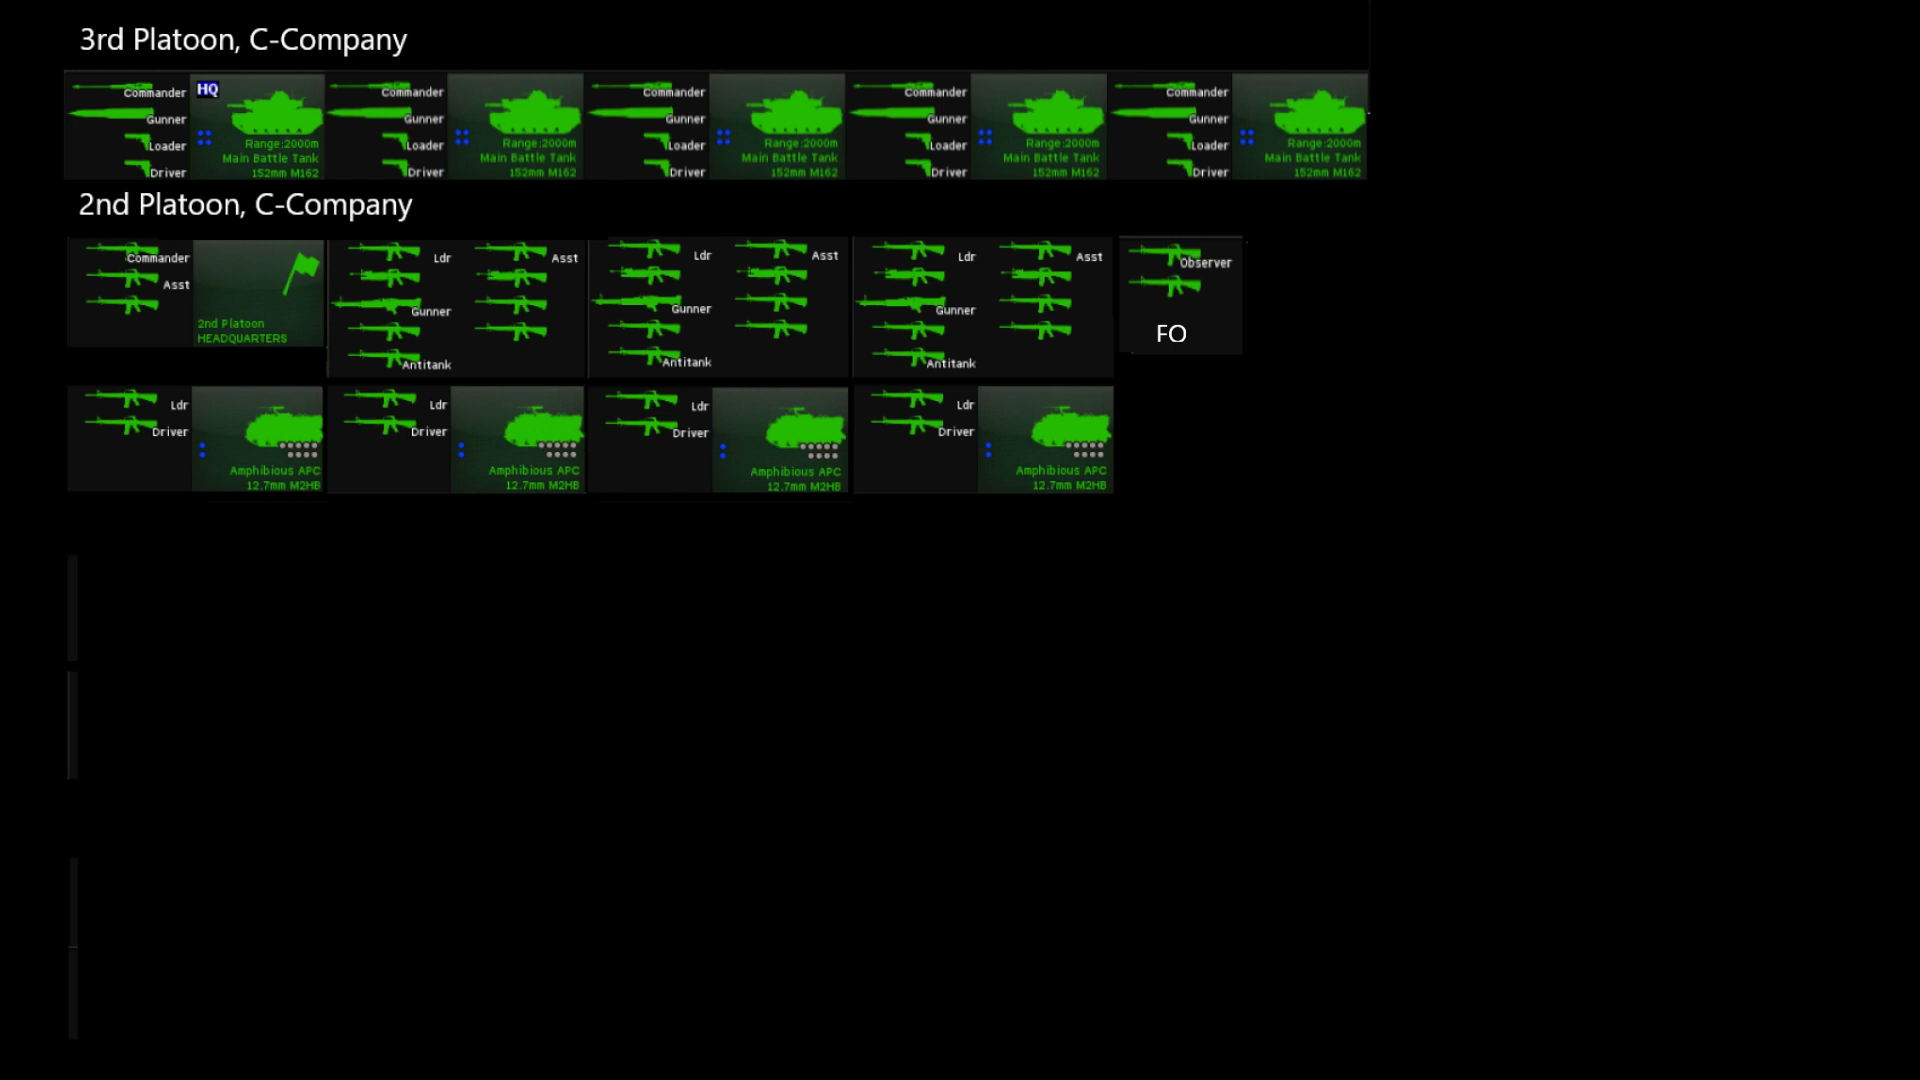 3rd Platoon, C-Company
Commander HQ Commander Commander Commander Commander
Gunner Gunner Gunner Gunner Gunner
Loader Range:2000m Loader Range:2000m Loader Range:2000m Loader Range:2000m Loader Range:2000m
Main Battle Tank Main Battle Tank Main Battle Tank Main Battle Tank Main Battle Tank
Driver 152mm M162 Driver 152mm M162 Driver 152mm M162 Driver 152mm M162 Driver 152mm M162
2nd Platoon, C-Company
Commander Ldr Asst Ldr Asst Ldr Asst Observer
Asst
Gunner Gunner Gunner
2nd Platoon FO
HEADQUARTERS
Antitank Antitank Antitank
Ldr Ldr Ldr Ldr
Driver Driver Driver Driver
Amphibious APC Amphibious APC Amphibious APC Amphibious APC
12.7mm M2HB 12.7mm M2HB 12.7mm M2HB 12.7mm M2HB